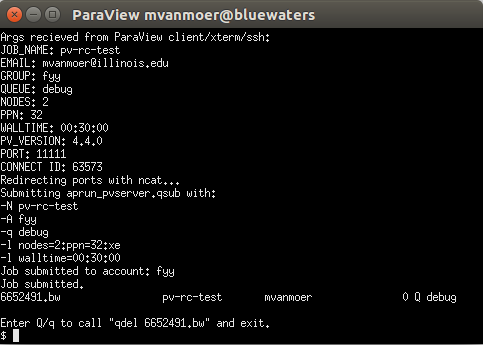 ParaView mvanmoer@bluewaters
Args recieved from ParaView client/xterm/ssh:
JOB_NAME: pv-rc-test
EMAIL: mvanmoer@illinois.edu
GROUP: fyy
QUEUE: debug
NODES: 2
PPN: 32
WALLTIME: 00:30:00
PV_VERSION: 4.4.0
PORT: 11111
CONNECT ID: 63573
Redirecting ports with ncat...
Submitting aprun_pvserver.qsub with:
-N pv-rc-test
-A fyy
-q debug
-l nodes=2:ppn=32:xe
-l walltime=00:30:00
Job submitted to account: fyy
Job submitted.
6652491.bw pv-rc-test mvanmoer 0 Q debug
Enter Q/q to call "qdel 6652491.bw" and exit.
$